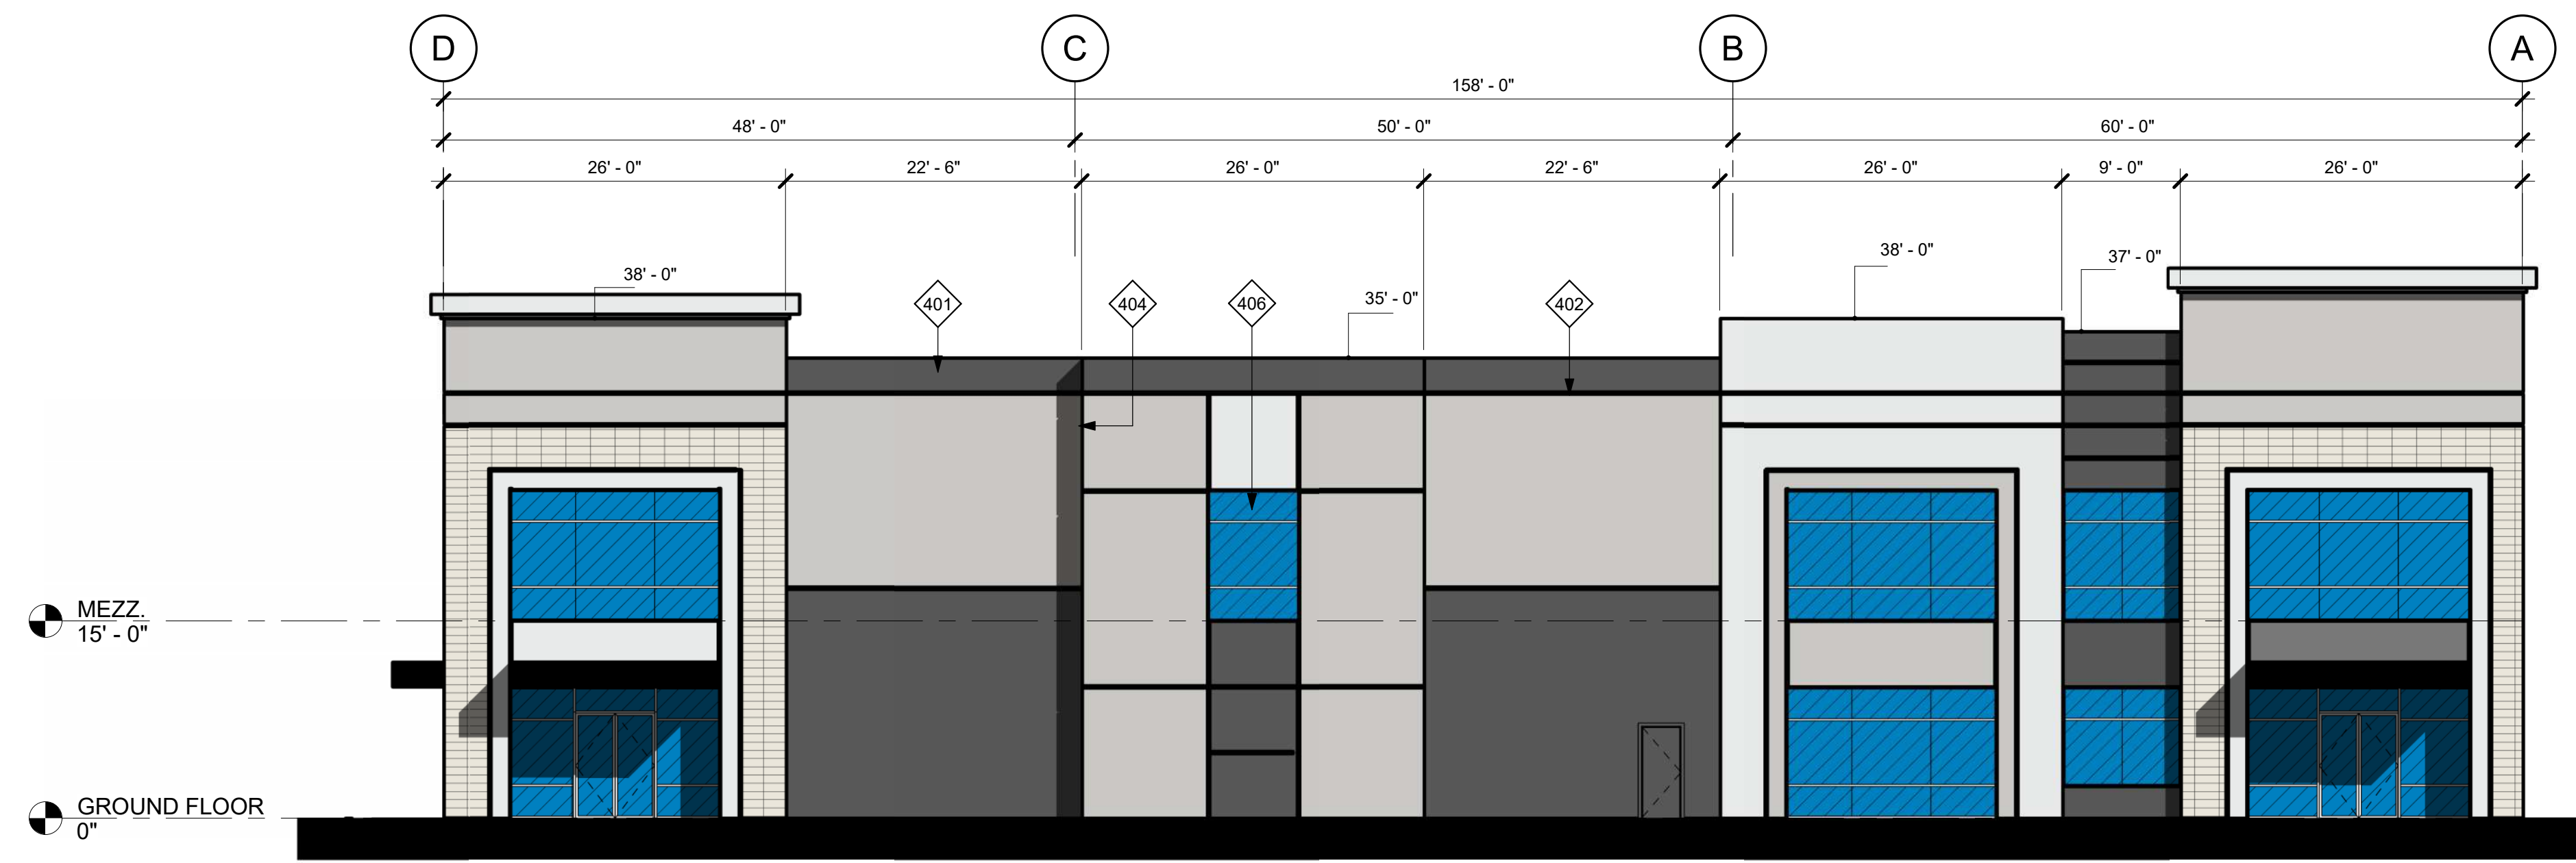 D C B A
158' - 0"
48' - 0" 50' - 0" 60' - 0"
26' - 0" 22' - 6" 26' - 0" 22' - 6" 26' - 0" 9' - 0" 26' - 0"
38' - 0" 401 404 406 35' - 0" 402 38' - 0" 37' - 0"
MEZZ.
15' - 0"
GROUND FLOOR
0"